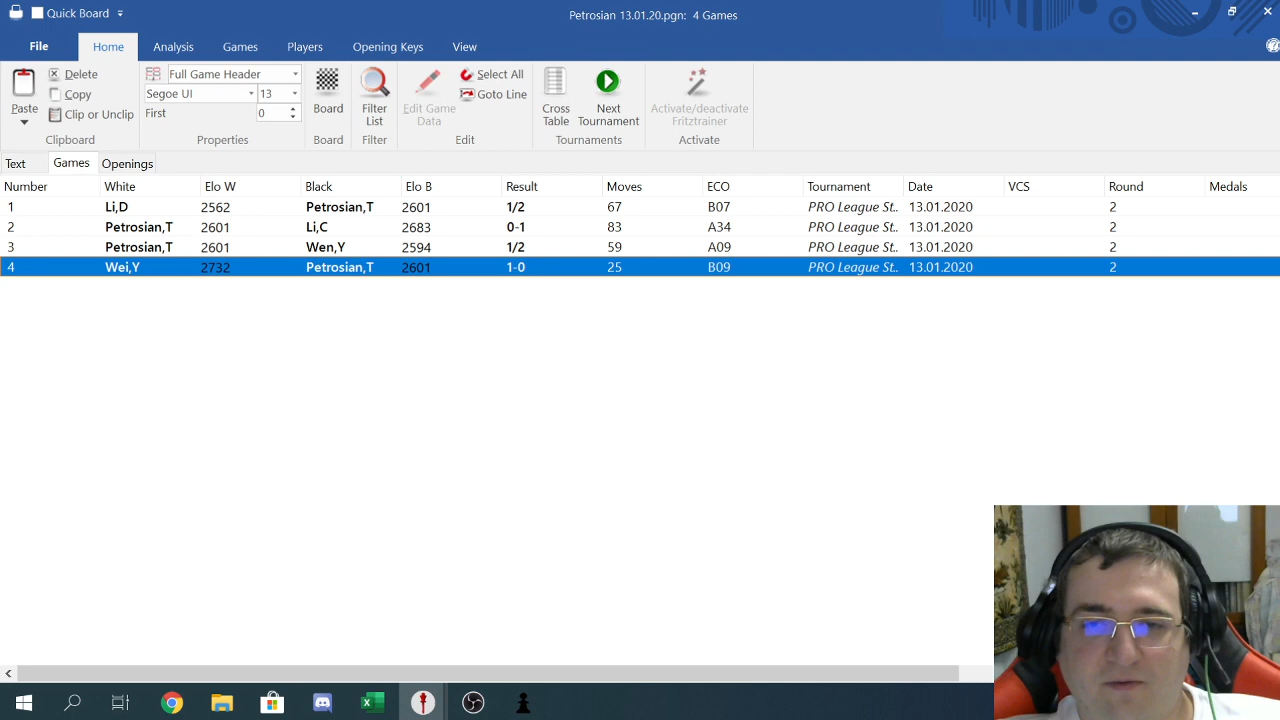 Quick Board
Petrosian 13.01.20.pgn: 4 Games
File Home Analysis Games Players Opening Keys View
Paste
Delete
Copy
Clip or Unclip
Clipboard
Full Game Header
Segoe UI 13
First 0
Properties
Board
Board
Filter List
Filter
Edit Game Data
Select All
Goto Line
Edit
Cross Table
Next Tournament
Tournaments
Activate/deactivate Fritztrainer
Activate
Text Games Openings
Number White Elo W Black Elo B Result Moves ECO Tournament Date VCS Round Medals
1 Li,D 2562 Petrosian,T 2601 1/2 67 B07 PRO League St.. 13.01.2020 2
2 Petrosian,T 2601 Li,C 2683 0-1 83 A34 PRO League St.. 13.01.2020 2
3 Petrosian,T 2601 Wen,Y 2594 1/2 59 A09 PRO League St.. 13.01.2020 2
4 Wei,Y 2732 Petrosian,T 2601 1-0 25 B09 PRO League St.. 13.01.2020 2